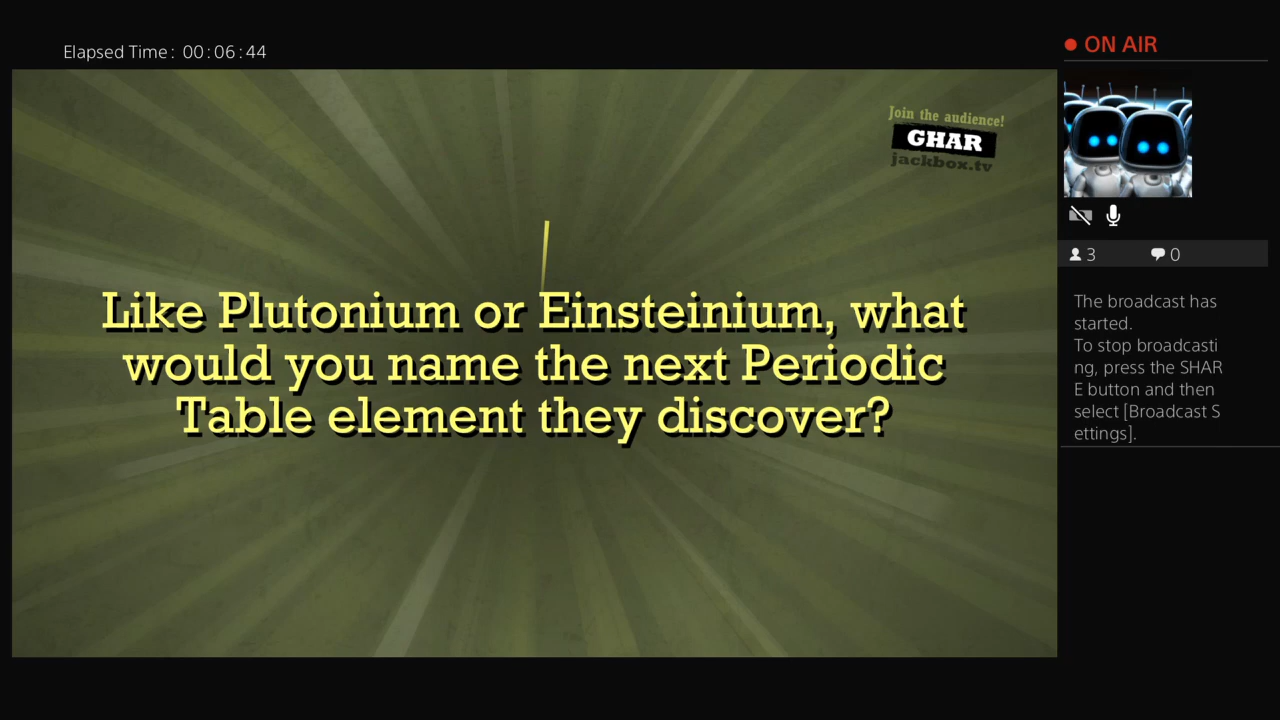 Elapsed Time: 00:06:44
ON AIR
Join the audience!
GHAR
jackbox.tv
Like Plutonium or Einsteinium, what
would you name the next Periodic
Table element they discover?
3 0
The broadcast has
started.
To stop broadcasti
ng, press the SHAR
E button and then
select [Broadcast S
ettings].